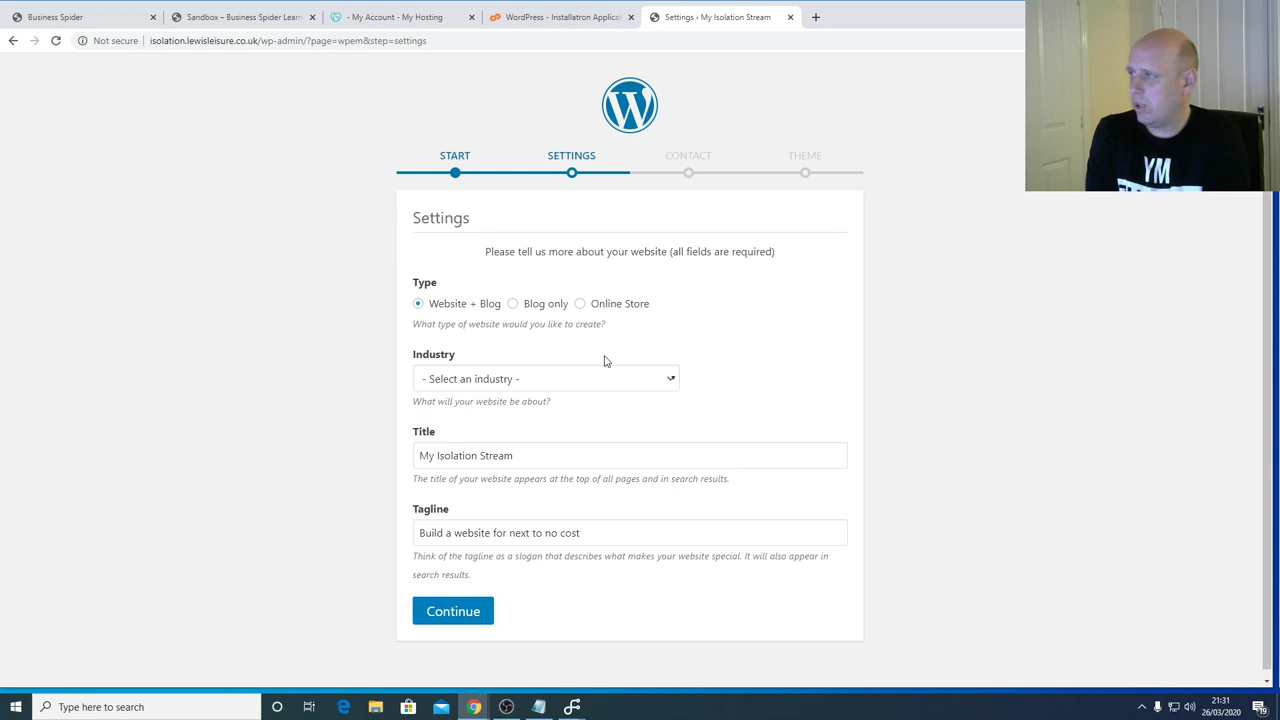 Business Spider
Sandbox – Business Spider Learn
- My Account - My Hosting
WordPress - Installatron Applicat
Settings ‹ My Isolation Stream
Not secure
isolation.lewisleisure.co.uk/wp-admin/?page=wpem&step=settings
START
SETTINGS
CONTACT
THEME
Settings
Please tell us more about your website (all fields are required)
Type
Website + Blog
Blog only
Online Store
What type of website would you like to create?
Industry
- Select an industry -
What will your website be about?
Title
My Isolation Stream
The title of your website appears at the top of all pages and in search results.
Tagline
Build a website for next to no cost
Think of the tagline as a slogan that describes what makes your website special. It will also appear in
search results.
Continue
YM
Type here to search
21:31
26/03/2020
19